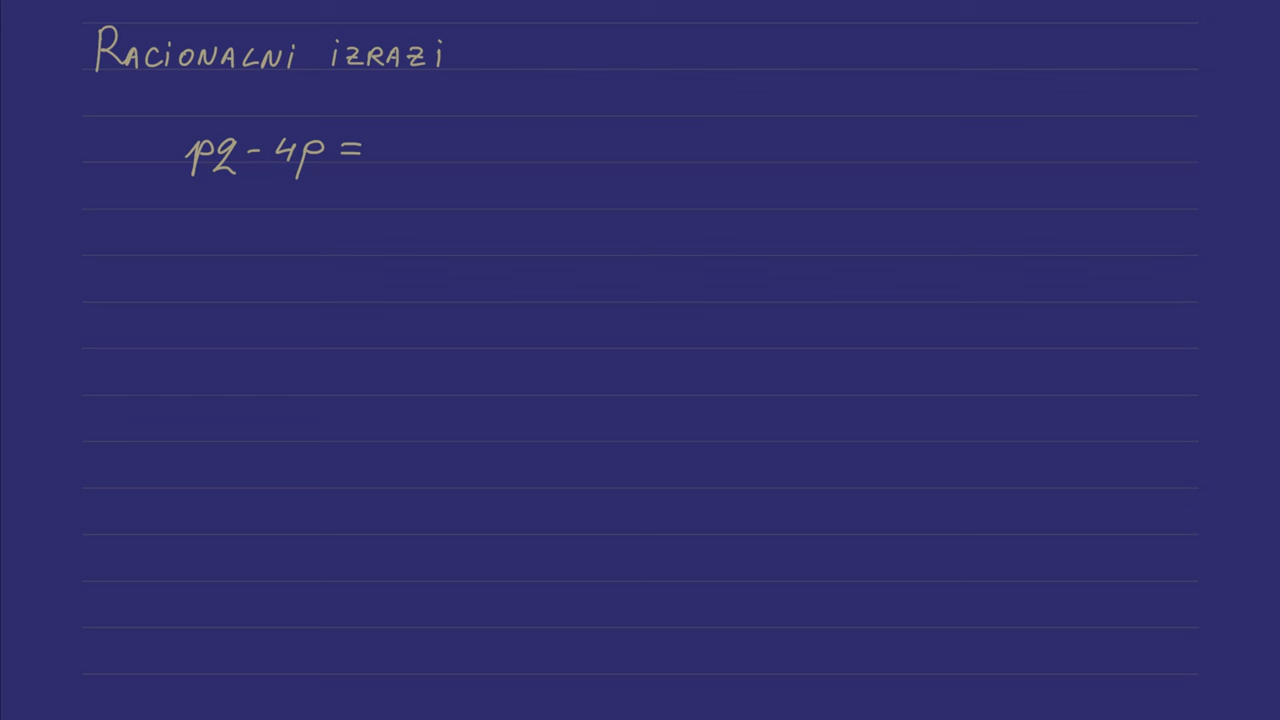 RACIONALNI IZRAZI
pq - 4p =